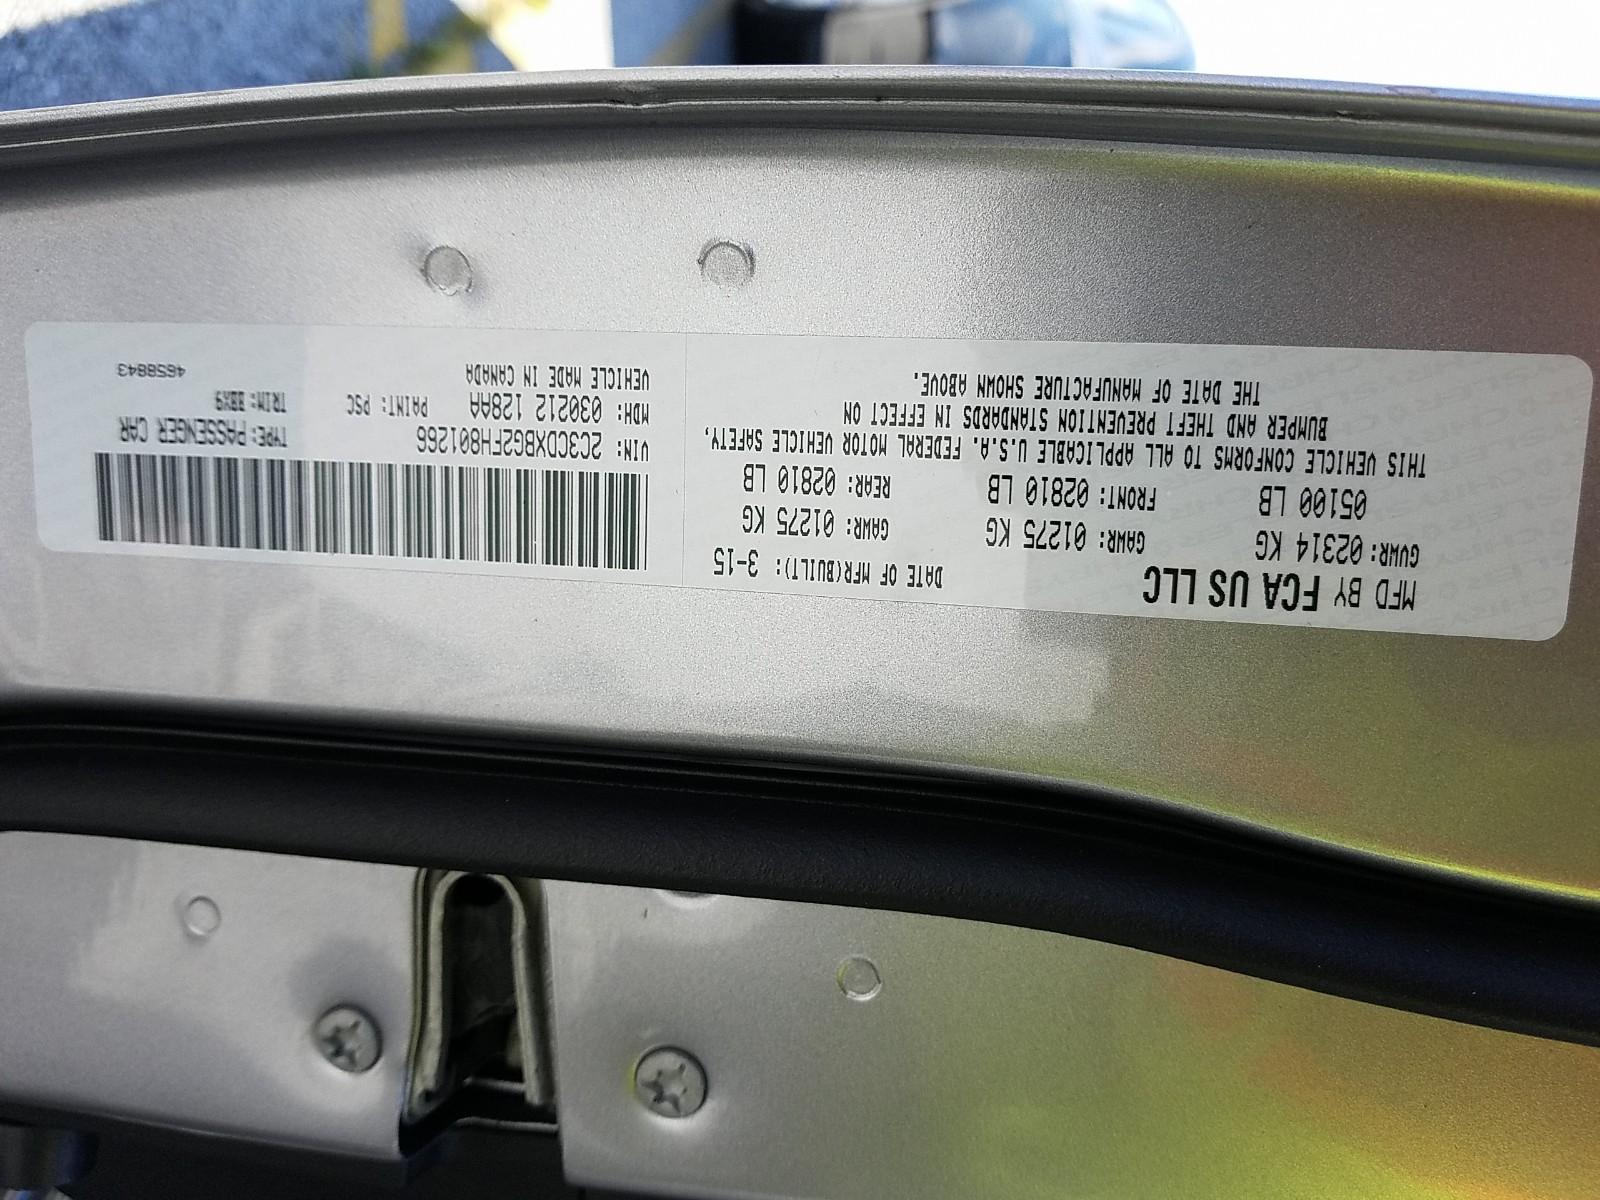 MFD BY FCA US LLC DATE OF MFR(BUILT): 3-15
GVWR: 02314 KG GAWR: 01275 KG GAWR: 01275 KG
05100 LB FRONT: 02810 LB REAR: 02810 LB
THIS VEHICLE CONFORMS TO ALL APPLICABLE U.S.A. FEDERAL MOTOR VEHICLE SAFETY,
BUMPER AND THEFT PREVENTION STANDARDS IN EFFECT ON
THE DATE OF MANUFACTURE SHOWN ABOVE.
VIN: 2C3CDXBG2FH801266 TYPE: PASSENGER CAR
MDH: 030212 128AA PAINT: PSC TRIM: BBX9
VEHICLE MADE IN CANADA 4658843